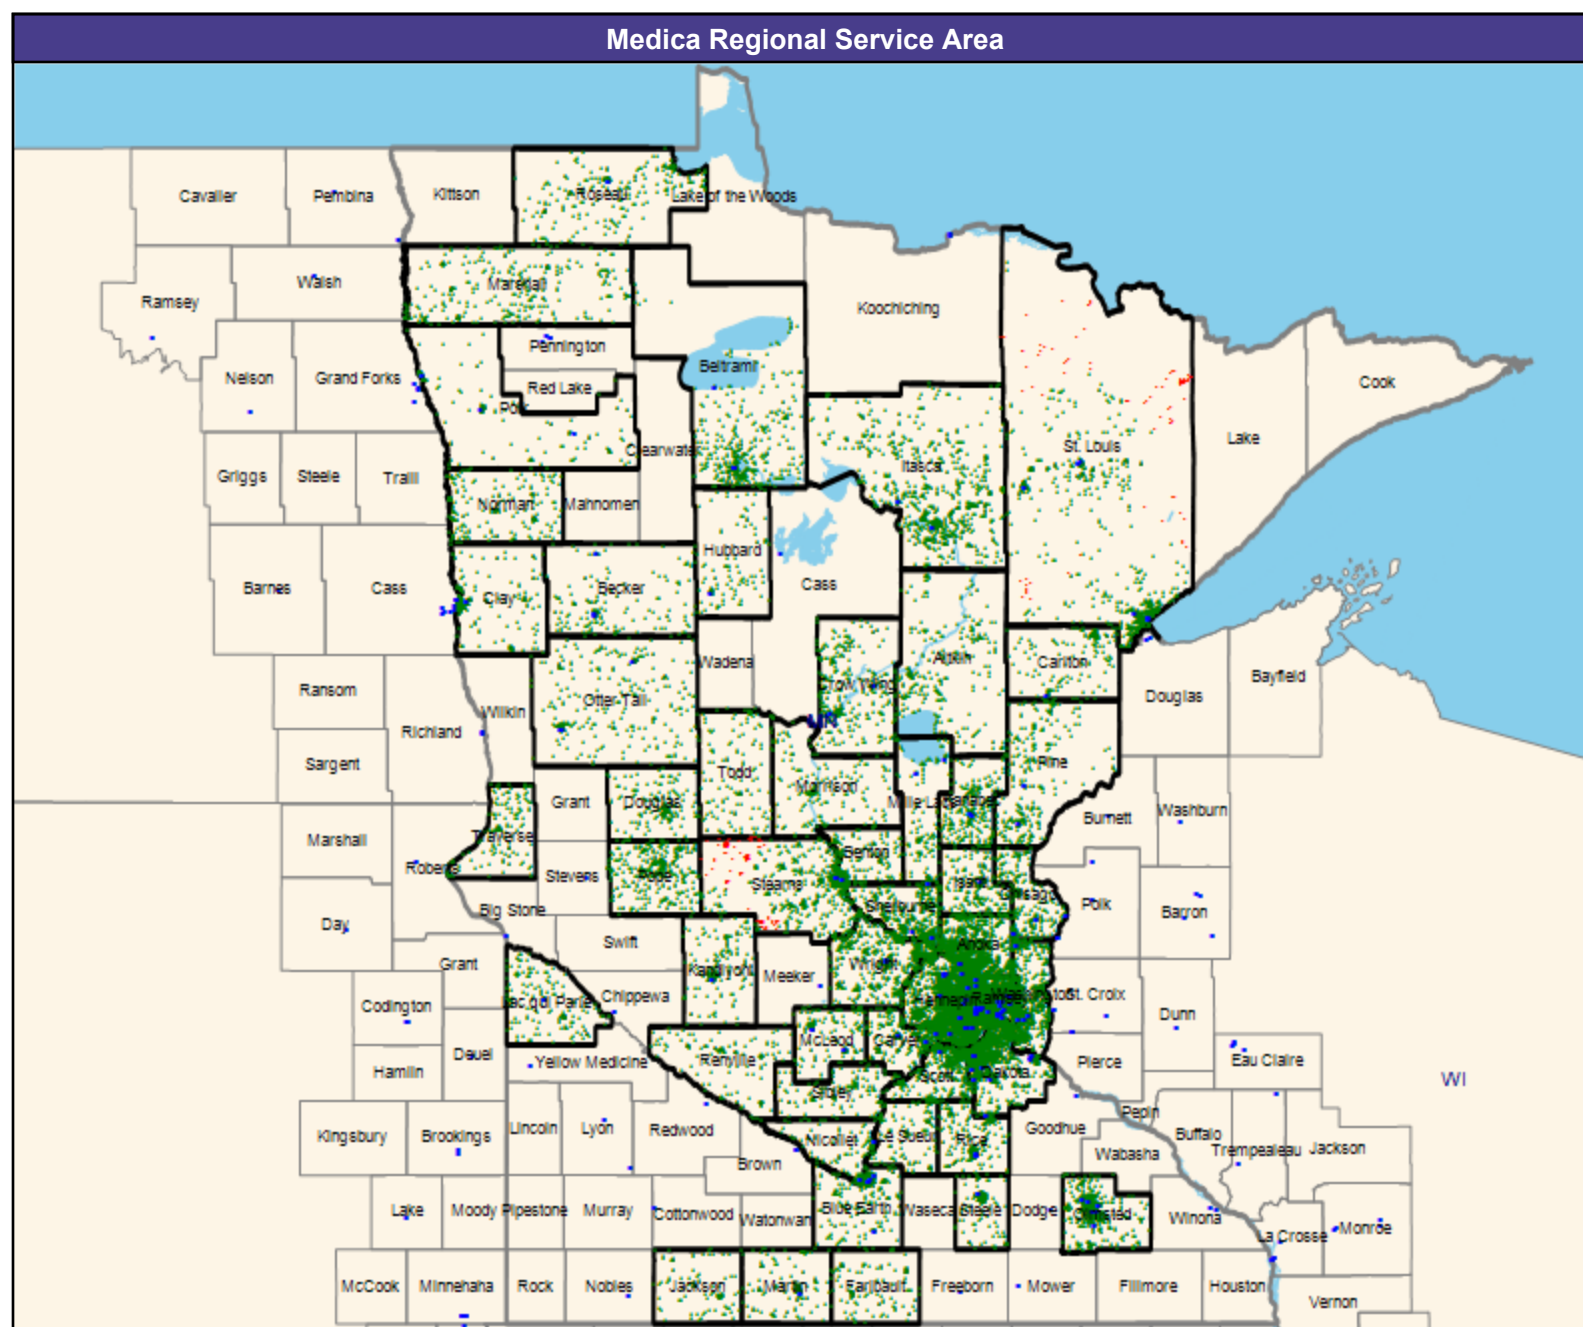 Medica Regional Service Area
Cavalier
Pembina
Kittson
Roseau
Lake of the Woods
Walsh
Marshall
Ramsey
Koochiching
Pennington
Nelson
Grand Forks
Red Lake
Beltrami
Cook
Polk
Lake
Clearwater
Itasca
St. Louis
Griggs
Steele
Traill
Norman
Mahnomen
Hubbard
Barnes
Cass
Clay
Becker
Cass
Wadena
Aitkin
Carlton
Ransom
Crow Wing
Douglas
Bayfield
Otter Tail
Wilkin
Richland
MN
Sargent
Todd
Pine
Morrison
Grant
Douglas
Mille Lacs
Kanabec
Burnett
Washburn
Marshall
Traverse
Benton
Roberts
Stevens
Pope
Stearns
Isanti
Chisago
Polk
Barron
Day
Big Stone
Sherburne
Swift
Anoka
Grant
Kandiyohi
Meeker
Wright
Codington
Lac qui Parle
Chippewa
Hennepin
Ramsey
Washington
St. Croix
Dunn
Deuel
Yellow Medicine
Renville
McLeod
Carver
Pierce
Eau Claire
Hamlin
Scott
Dakota
WI
Sibley
Pepin
Kingsbury
Brookings
Lincoln
Lyon
Redwood
Nicollet
Le Sueur
Rice
Goodhue
Buffalo
Trempealeau
Jackson
Brown
Wabasha
Lake
Moody
Pipestone
Murray
Cottonwood
Watonwan
Blue Earth
Waseca
Steele
Dodge
Olmsted
Winona
La Crosse
Monroe
McCook
Minnehaha
Rock
Nobles
Jackson
Martin
Faribault
Freeborn
Mower
Fillmore
Houston
Vernon